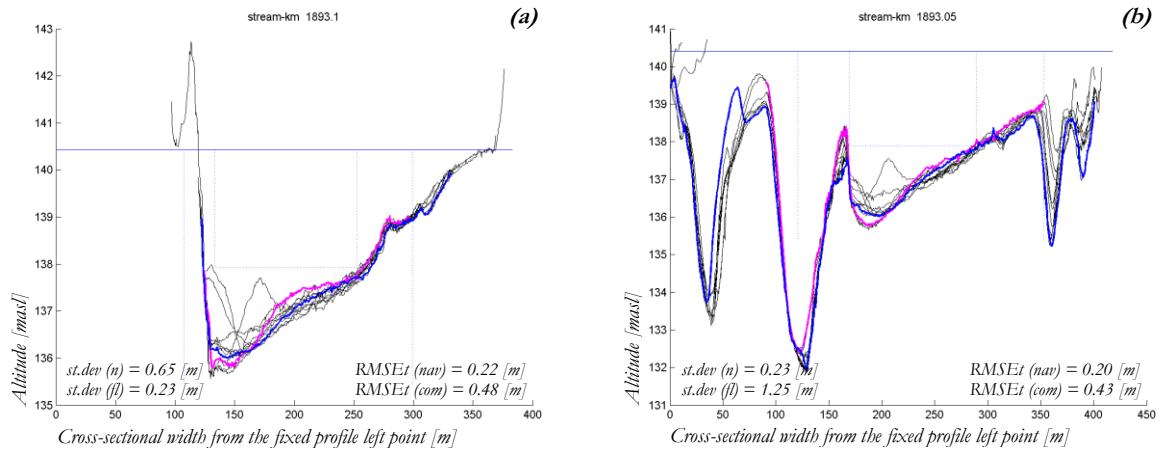 stream-km 1893.1
(a)
143
142
141
140
139
138
137
136
135
0 50 100 150 200 250 300 350 400
Altitude [masl]
st.dev (n) = 0.65 [m]
st.dev (fl) = 0.23 [m]
RMSEt (nav) = 0.22 [m]
RMSEt (com) = 0.48 [m]
Cross-sectional width from the fixed profile left point [m]
stream-km 1893.05
(b)
141
140
139
138
137
136
135
134
133
132
131
0 50 100 150 200 250 300 350 400 450
Altitude [masl]
st.dev (n) = 0.23 [m]
st.dev (fl) = 1.25 [m]
RMSEt (nav) = 0.20 [m]
RMSEt (com) = 0.43 [m]
Cross-sectional width from the fixed profile left point [m]